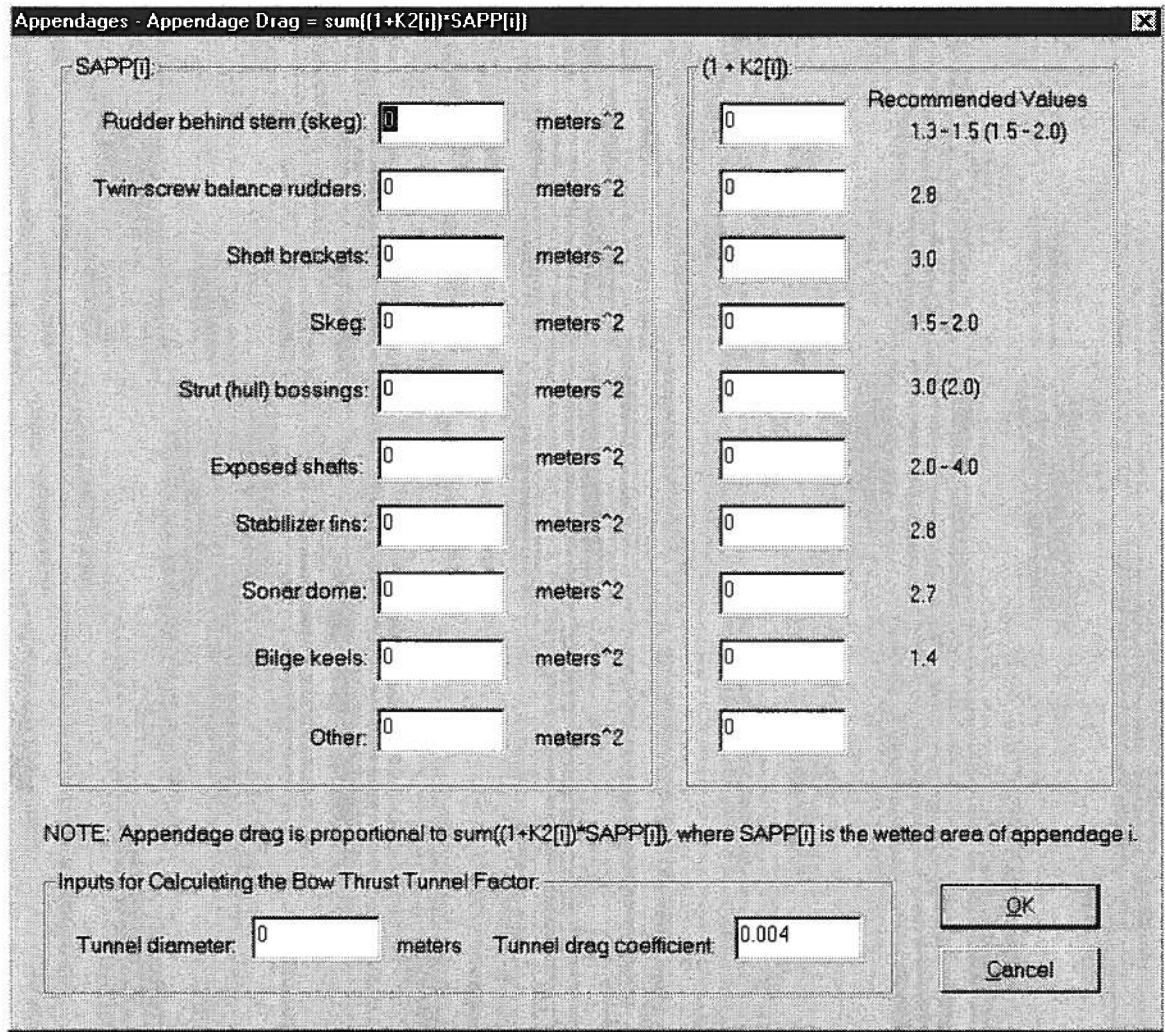 Appendages - Appendage Drag = sum((1+K2[i])*SAPP[i])
SAPP[i]:
(1 + K2[i]):
Recommended Values
Rudder behind stem (skeg): 0 meters^2 0 1.3 - 1.5 (1.5 - 2.0)
Twin-screw balance rudders: 0 meters^2 0 2.8
Shaft brackets: 0 meters^2 0 3.0
Skeg: 0 meters^2 0 1.5 - 2.0
Strut (hull) bossings: 0 meters^2 0 3.0 (2.0)
Exposed shafts: 0 meters^2 0 2.0 - 4.0
Stabilizer fins: 0 meters^2 0 2.8
Sonar dome: 0 meters^2 0 2.7
Bilge keels: 0 meters^2 0 1.4
Other: 0 meters^2 0
NOTE: Appendage drag is proportional to sum((1+K2[i])*SAPP[i]), where SAPP[i] is the wetted area of appendage i.
Inputs for Calculating the Bow Thrust Tunnel Factor:
Tunnel diameter: 0 meters Tunnel drag coefficient: 0.004
OK
Cancel